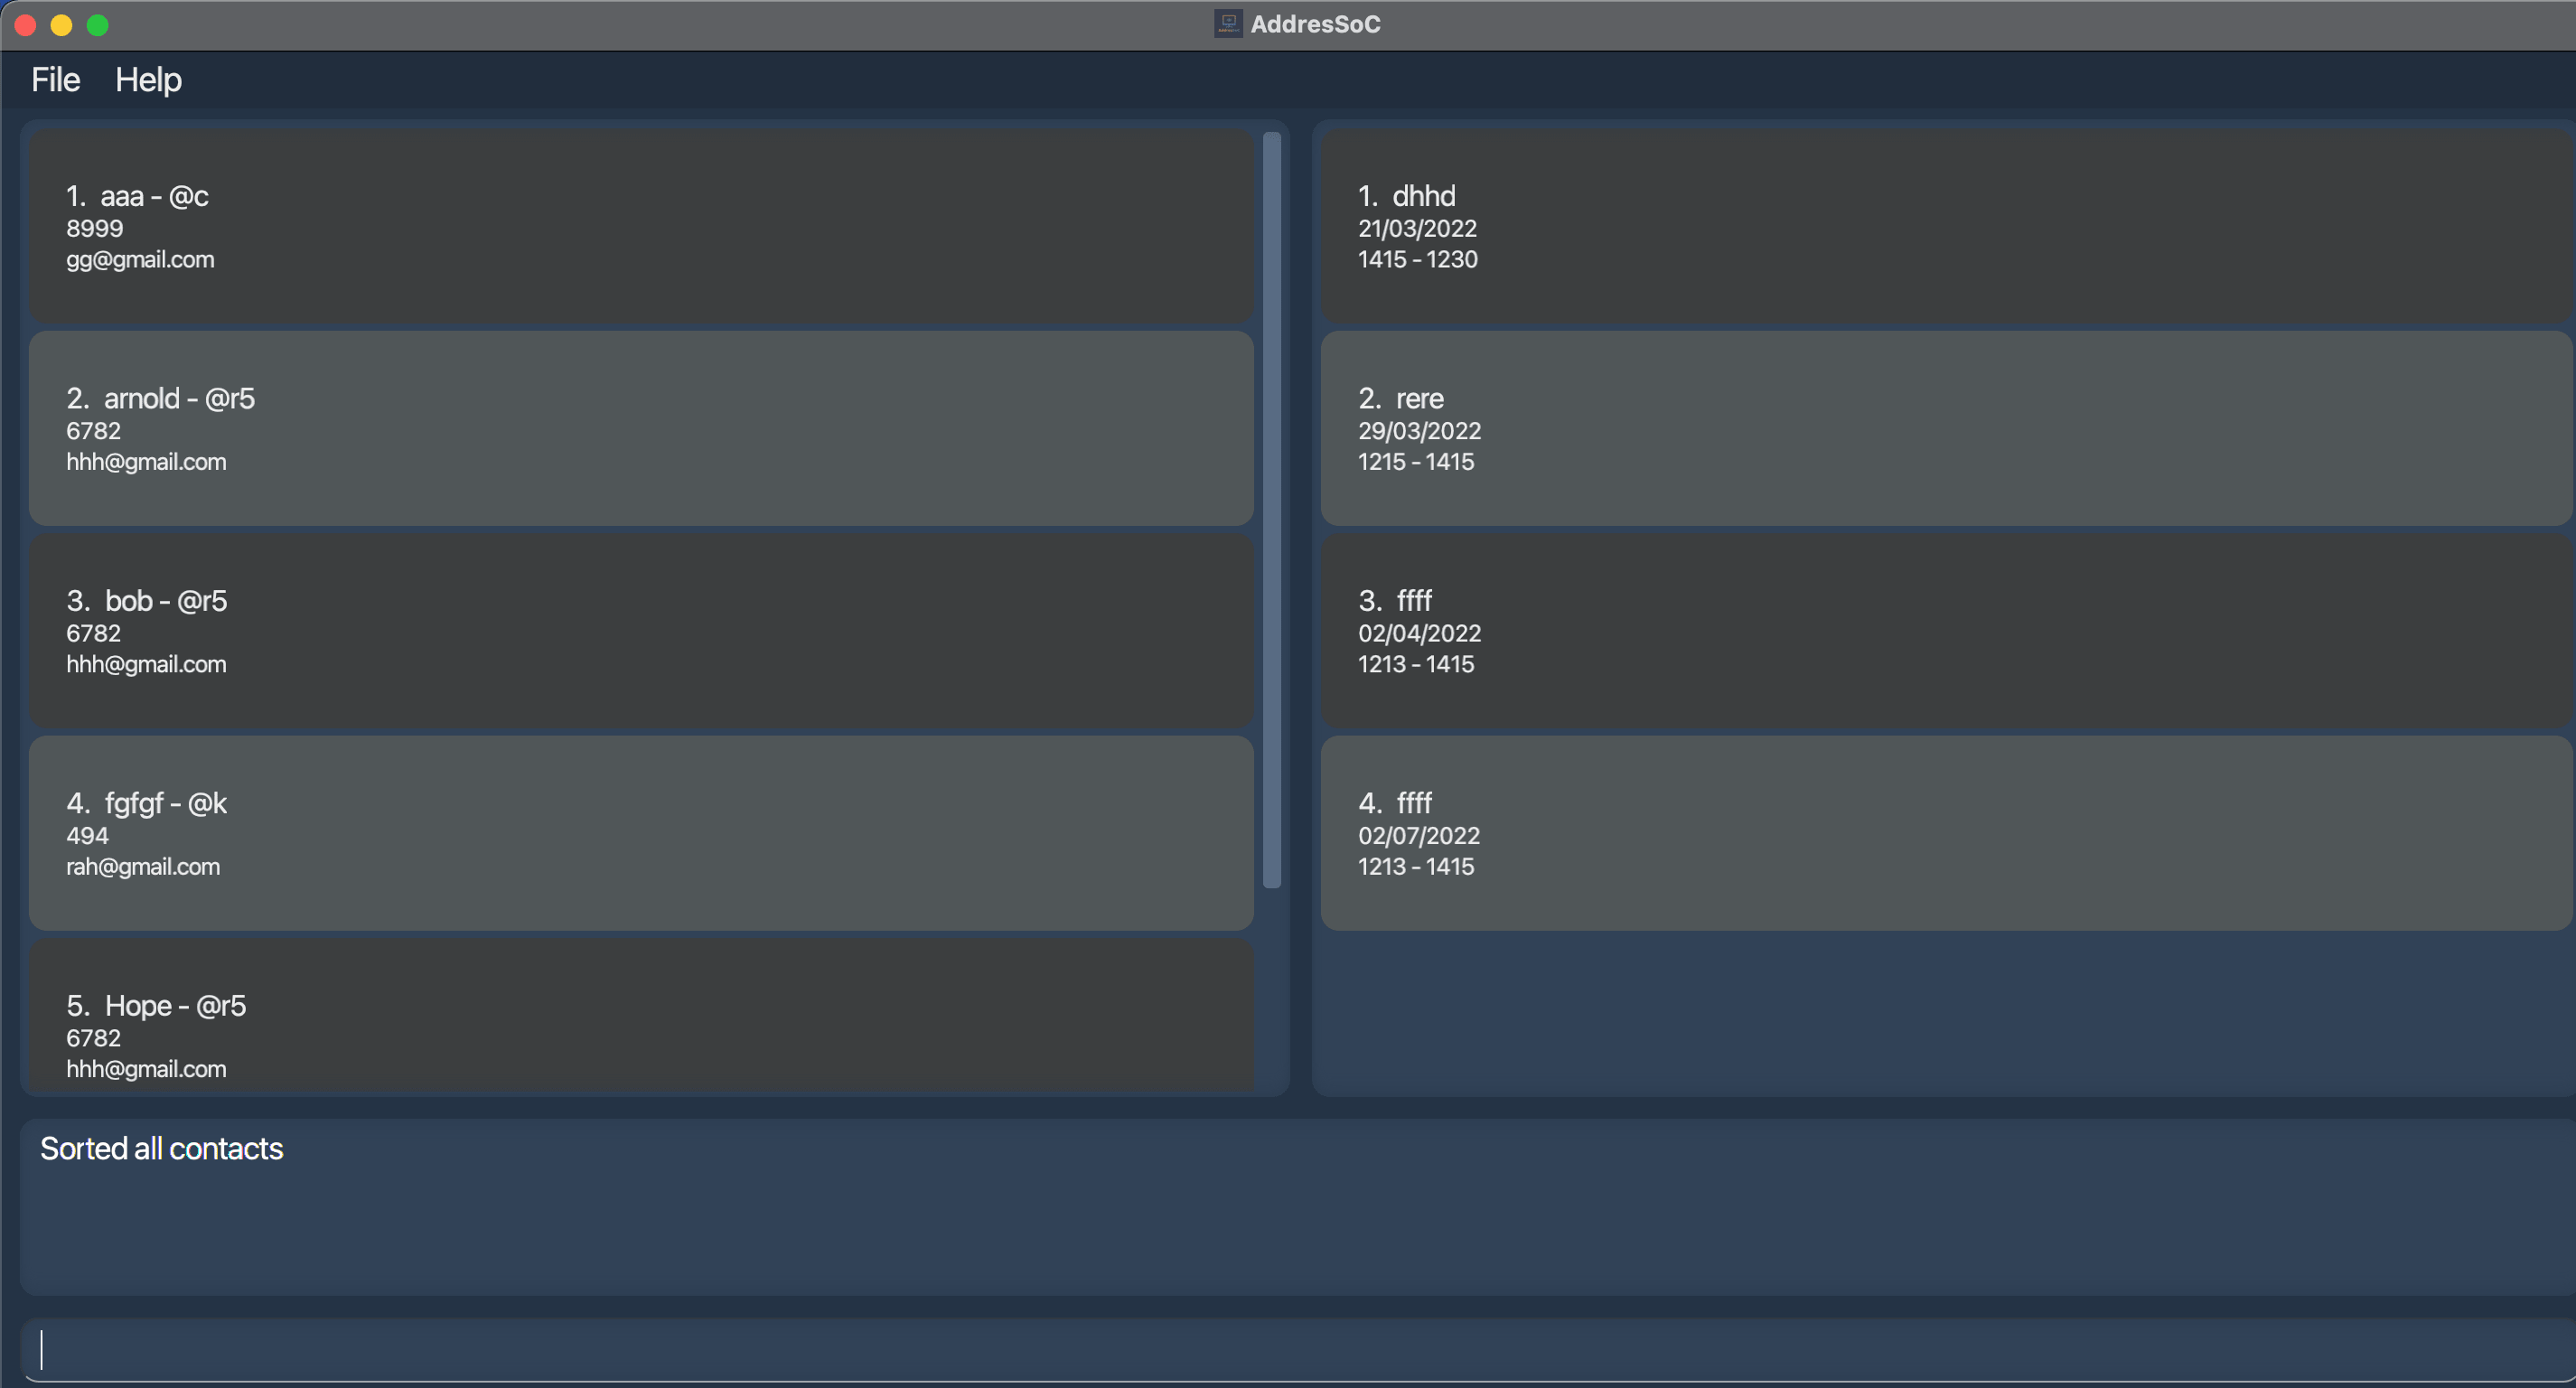 AddresSoC
File Help
1. aaa - @c
8999
gg@gmail.com
2. arnold - @r5
6782
hhh@gmail.com
3. bob - @r5
6782
hhh@gmail.com
4. fgfgf - @k
494
rah@gmail.com
5. Hope - @r5
6782
hhh@gmail.com
1. dhhd
21/03/2022
1415 - 1230
2. rere
29/03/2022
1215 - 1415
3. ffff
02/04/2022
1213 - 1415
4. ffff
02/07/2022
1213 - 1415
Sorted all contacts